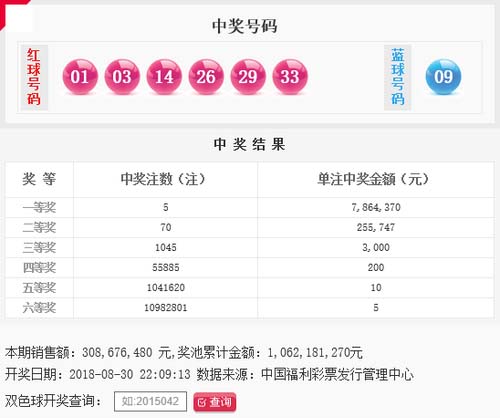 中奖号码
红球号码 01 03 14 26 29 33 蓝球号码 09
中奖结果
奖 等 中奖注数（注） 单注中奖金额（元）
一等奖 5 7,864,370
二等奖 70 255,747
三等奖 1045 3,000
四等奖 55885 200
五等奖 1041620 10
六等奖 10982801 5
本期销售额：308,676,480 元,奖池累计金额：1,062,181,270元
开奖日期：2018-08-30 22:09:13 数据来源：中国福利彩票发行管理中心
双色球开奖查询： 如:2015042 查询